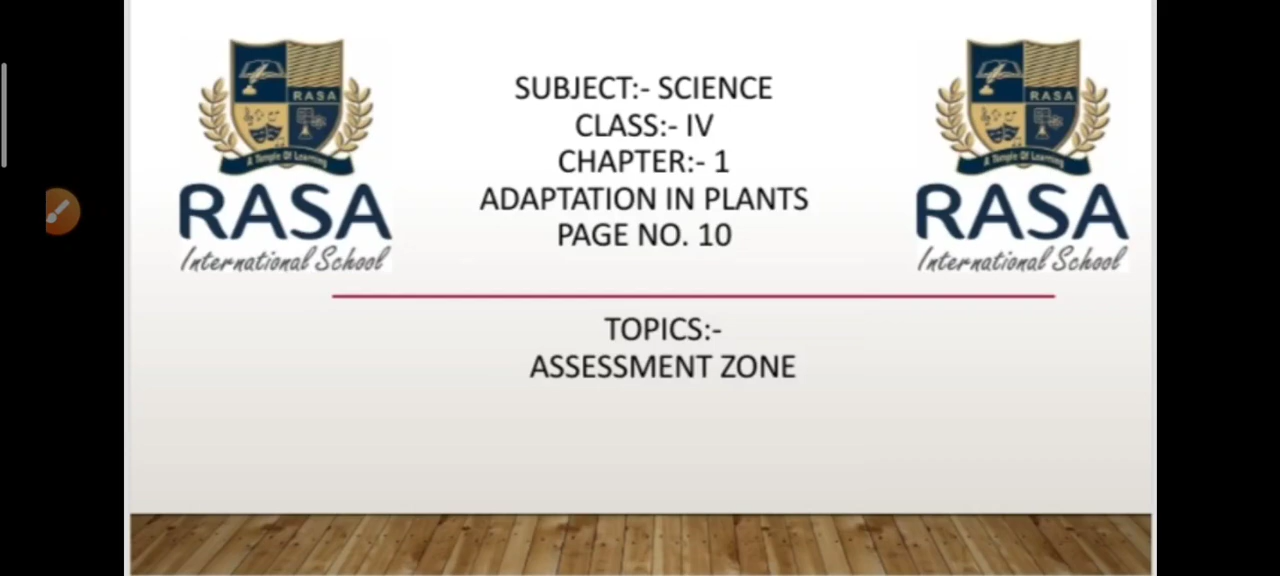 RASA
A Temple Of Learning
RASA
International School
SUBJECT:- SCIENCE
CLASS:- IV
CHAPTER:- 1
ADAPTATION IN PLANTS
PAGE NO. 10
RASA
A Temple Of Learning
RASA
International School
TOPICS:-
ASSESSMENT ZONE